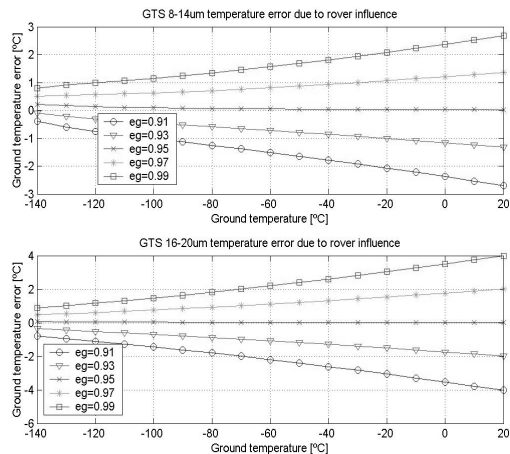 GTS 8-14um temperature error due to rover influence
Ground temperature error [ºC]
3
2
1
0
-1
-2
-3
eg=0.91
eg=0.93
eg=0.95
eg=0.97
eg=0.99
-140 -120 -100 -80 -60 -40 -20 0 20
Ground temperature [ºC]
GTS 16-20um temperature error due to rover influence
Ground temperature error [ºC]
4
2
0
-2
-4
-6
eg=0.91
eg=0.93
eg=0.95
eg=0.97
eg=0.99
-140 -120 -100 -80 -60 -40 -20 0 20
Ground temperature [ºC]